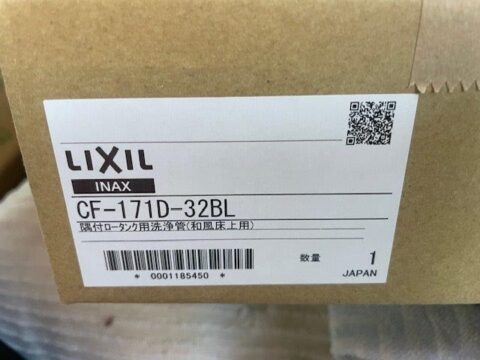 LIXIL
INAX
CF-171D-32BL
隅付ロータンク用洗浄管(和風床上用)
数量 1
* 0001185450 *
JAPAN